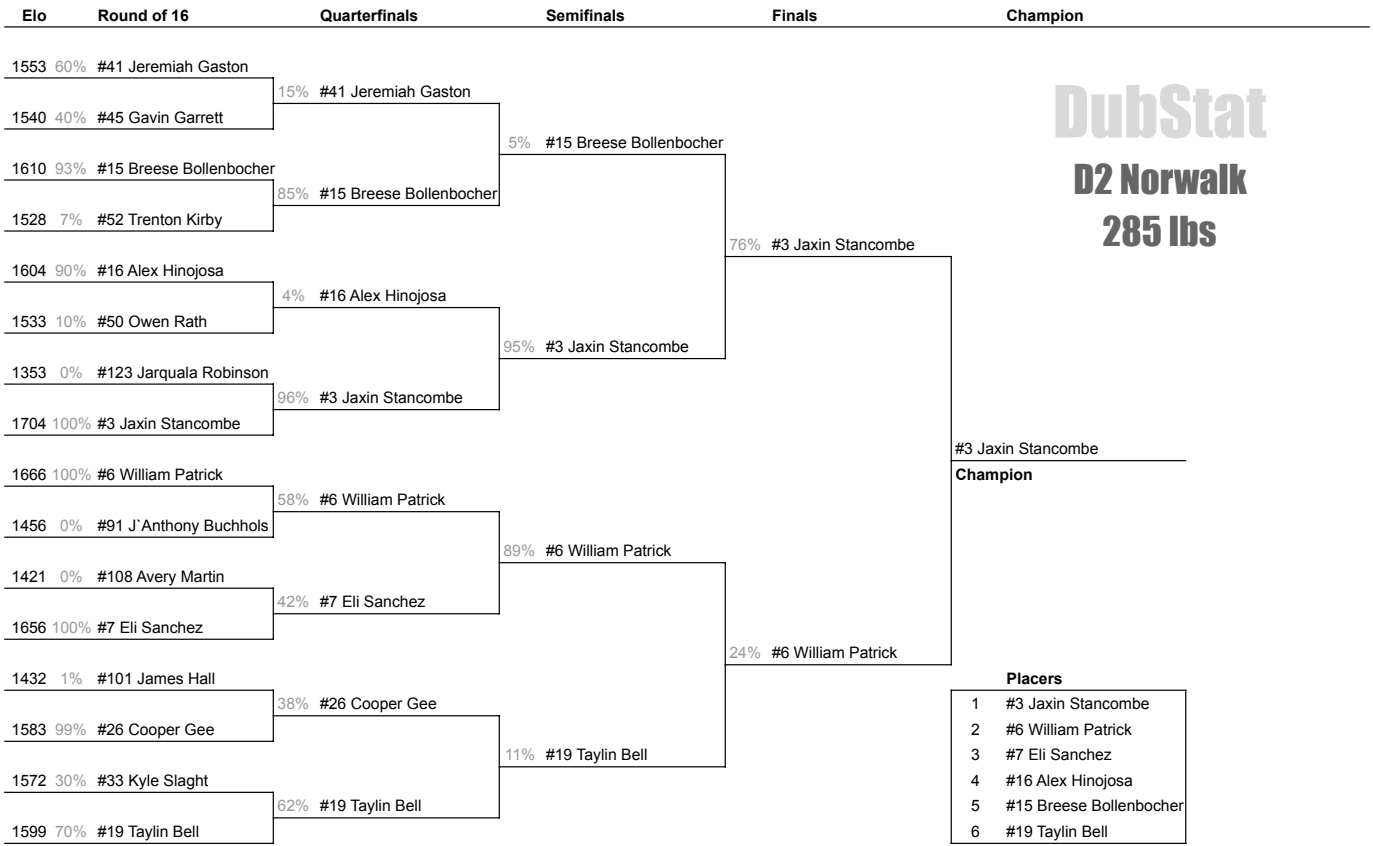 Elo Round of 16 Quarterfinals Semifinals Finals Champion
DubStat
D2 Norwalk
285 lbs
1553 60% #41 Jeremiah Gaston
15% #41 Jeremiah Gaston
1540 40% #45 Gavin Garrett
5% #15 Breese Bollenbocher
1610 93% #15 Breese Bollenbocher
85% #15 Breese Bollenbocher
1528 7% #52 Trenton Kirby
76% #3 Jaxin Stancombe
1604 90% #16 Alex Hinojosa
4% #16 Alex Hinojosa
1533 10% #50 Owen Rath
95% #3 Jaxin Stancombe
1353 0% #123 Jarquala Robinson
96% #3 Jaxin Stancombe
1704 100% #3 Jaxin Stancombe
#3 Jaxin Stancombe
Champion
1666 100% #6 William Patrick
58% #6 William Patrick
1456 0% #91 J`Anthony Buchhols
89% #6 William Patrick
1421 0% #108 Avery Martin
42% #7 Eli Sanchez
1656 100% #7 Eli Sanchez
24% #6 William Patrick
1432 1% #101 James Hall
38% #26 Cooper Gee
1583 99% #26 Cooper Gee
11% #19 Taylin Bell
1572 30% #33 Kyle Slaght
62% #19 Taylin Bell
1599 70% #19 Taylin Bell
Placers
1 #3 Jaxin Stancombe
2 #6 William Patrick
3 #7 Eli Sanchez
4 #16 Alex Hinojosa
5 #15 Breese Bollenbocher
6 #19 Taylin Bell